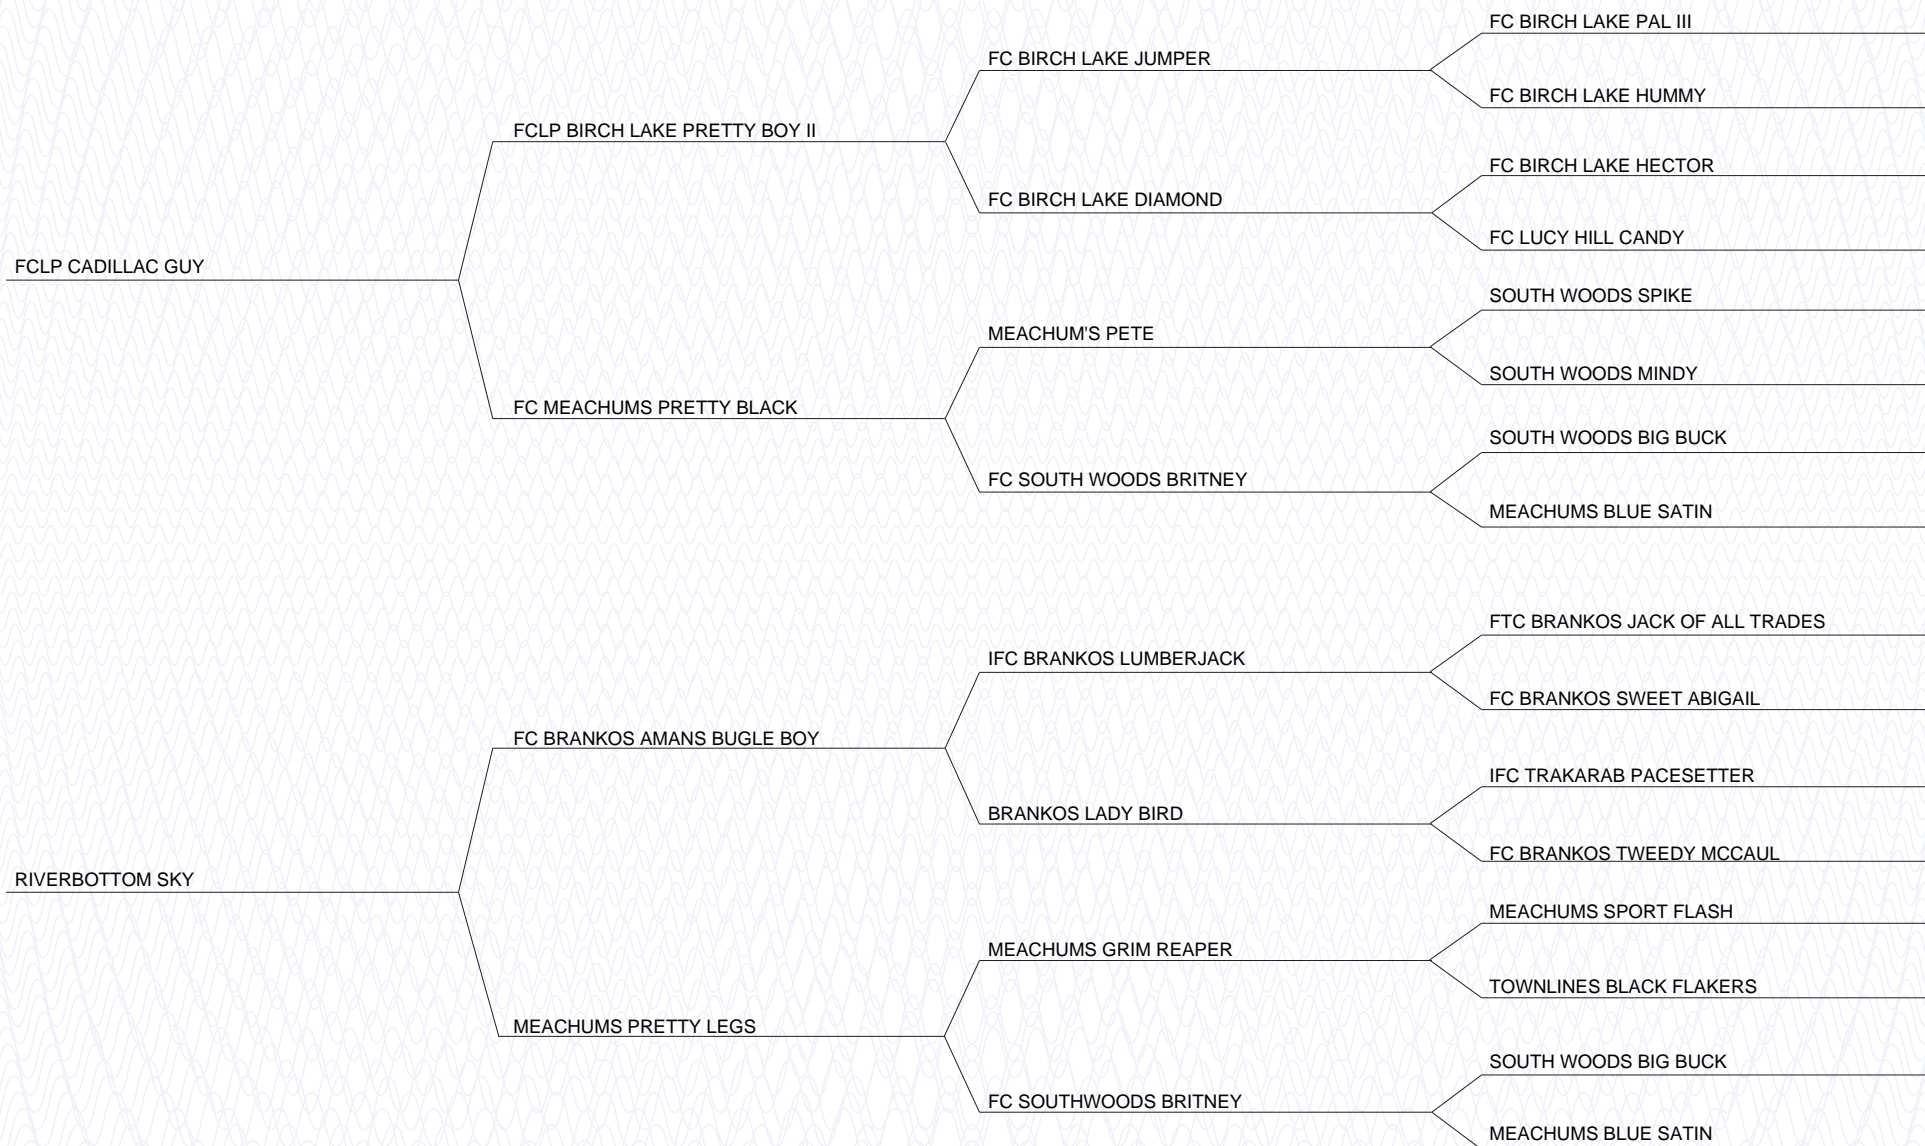 FC BIRCH LAKE PAL III
FC BIRCH LAKE JUMPER
FC BIRCH LAKE HUMMY
FCLP BIRCH LAKE PRETTY BOY II
FC BIRCH LAKE HECTOR
FC BIRCH LAKE DIAMOND
FC LUCY HILL CANDY
FCLP CADILLAC GUY
SOUTH WOODS SPIKE
MEACHUM'S PETE
SOUTH WOODS MINDY
FC MEACHUMS PRETTY BLACK
SOUTH WOODS BIG BUCK
FC SOUTH WOODS BRITNEY
MEACHUMS BLUE SATIN
FTC BRANKOS JACK OF ALL TRADES
IFC BRANKOS LUMBERJACK
FC BRANKOS SWEET ABIGAIL
FC BRANKOS AMANS BUGLE BOY
IFC TRAKARAB PACESETTER
BRANKOS LADY BIRD
FC BRANKOS TWEEDY MCCAUL
RIVERBOTTOM SKY
MEACHUMS SPORT FLASH
MEACHUMS GRIM REAPER
TOWNLINES BLACK FLAKERS
MEACHUMS PRETTY LEGS
SOUTH WOODS BIG BUCK
FC SOUTHWOODS BRITNEY
MEACHUMS BLUE SATIN